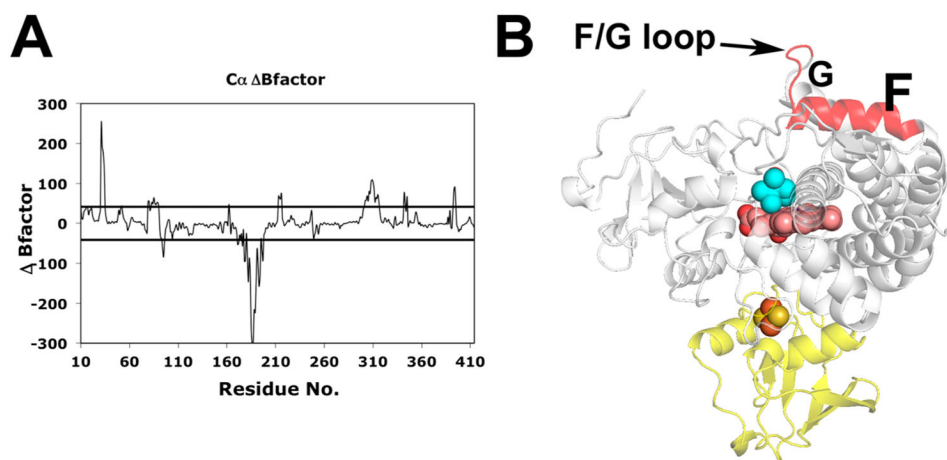 A
Cα ΔBfactor
300
200
100
0
-100
-200
-300
Δ Bfactor
10 60 110 160 210 260 310 360 410
Residue No.
B
F/G loop
G
F